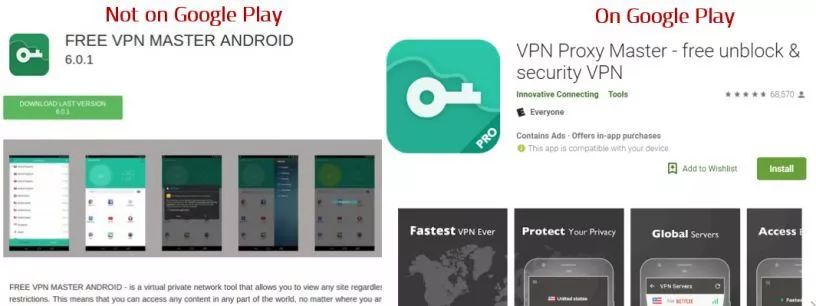 Not on Google Play
FREE VPN MASTER ANDROID
6.0.1
DOWNLOAD LAST VERSION
6.0.1
FREE VPN MASTER ANDROID - is a virtual private network tool that allows you to view any site regardles
restrictions. This means that you can access any content in any part of the world, no matter where you ar
On Google Play
VPN Proxy Master - free unblock &
security VPN
Innovative Connecting Tools
68,570
E Everyone
Contains Ads · Offers in-app purchases
This app is compatible with your device.
Add to Wishlist
Install
PRO
Fastest VPN Ever
Protect Your Privacy
United states
Global Servers
VPN Servers
FOR NETFLIX
Access